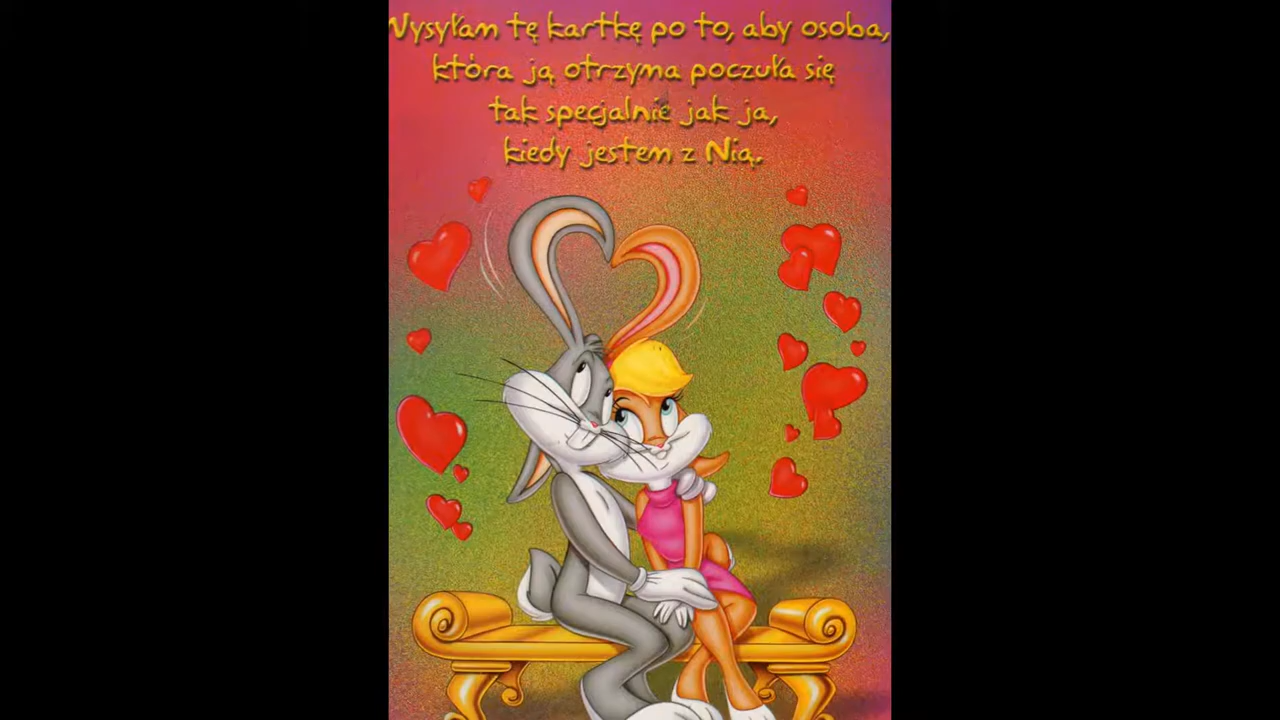 Wysyłam tę kartkę po to, aby osoba,
która ją otrzyma poczuła się
tak specjalnie jak ja,
kiedy jestem z Nią.